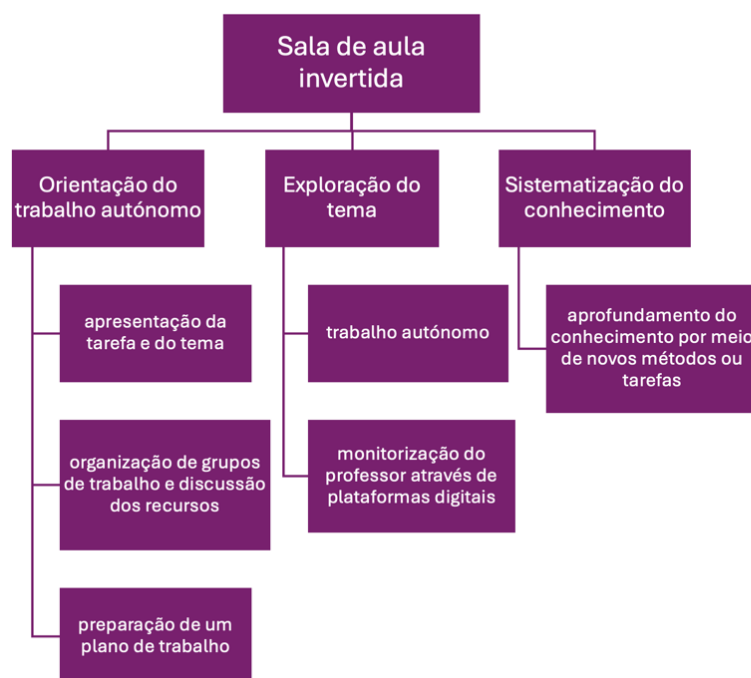 Sala de aula
invertida
Orientação do
trabalho autónomo
apresentação da
tarefa e do tema
organização de grupos
de trabalho e discussão
dos recursos
preparação de um
plano de trabalho
Exploração do
tema
trabalho autónomo
monitorização do
professor através de
plataformas digitais
Sistematização do
conhecimento
aprofundamento do
conhecimento por meio
de novos métodos ou
tarefas